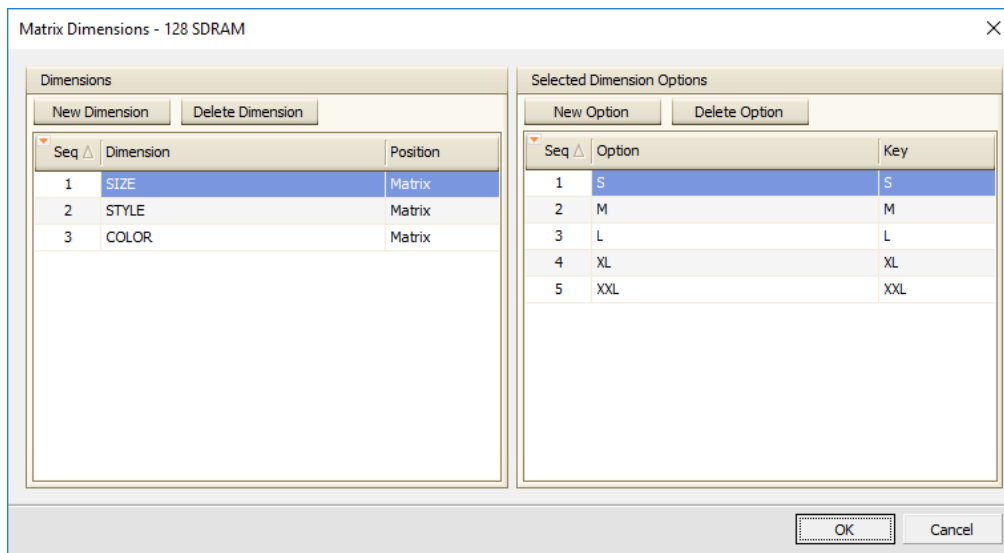 Matrix Dimensions - 128 SDRAM
Dimensions
New Dimension Delete Dimension
Seq Dimension Position
1 SIZE Matrix
2 STYLE Matrix
3 COLOR Matrix
Selected Dimension Options
New Option Delete Option
Seq Option Key
1 S S
2 M M
3 L L
4 XL XL
5 XXL XXL
OK Cancel